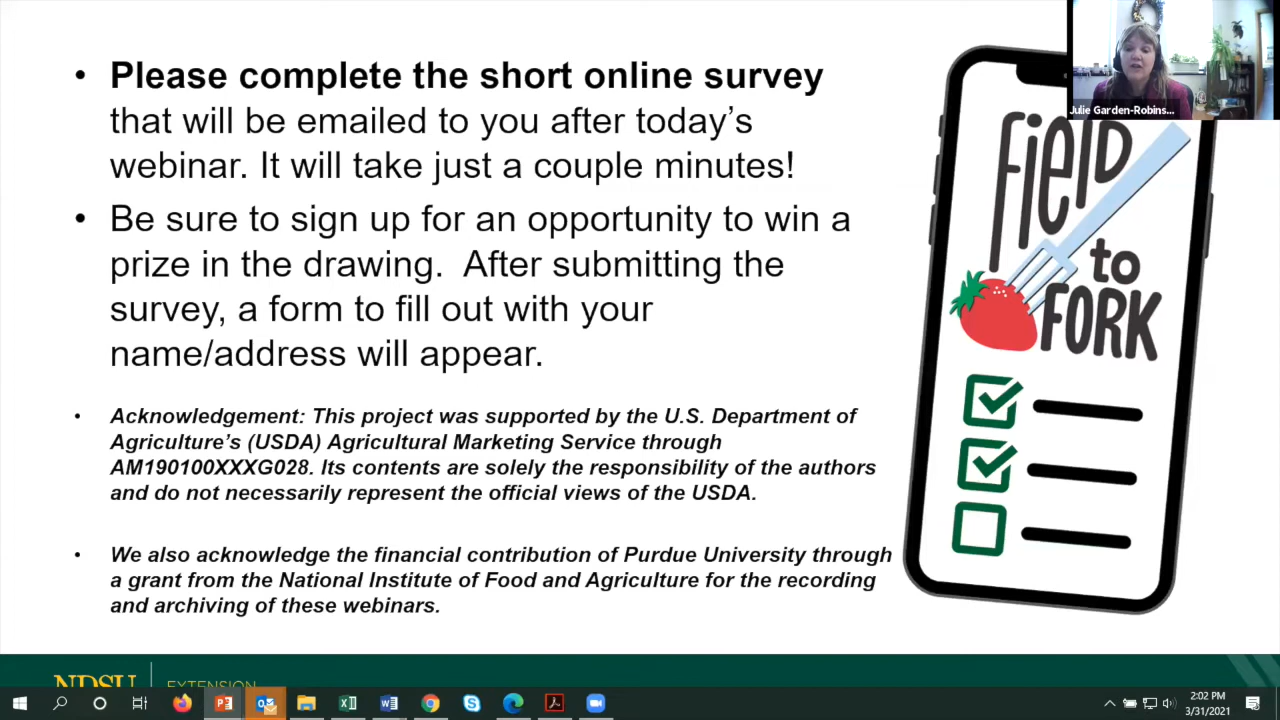 • Please complete the short online survey
that will be emailed to you after today’s
webinar. It will take just a couple minutes!
• Be sure to sign up for an opportunity to win a
prize in the drawing.  After submitting the
survey, a form to fill out with your
name/address will appear.
• Acknowledgement: This project was supported by the U.S. Department of
Agriculture’s (USDA) Agricultural Marketing Service through
AM190100XXXG028. Its contents are solely the responsibility of the authors
and do not necessarily represent the official views of the USDA.
• We also acknowledge the financial contribution of Purdue University through
a grant from the National Institute of Food and Agriculture for the recording
and archiving of these webinars.
Julie Garden-Robins...
FiElD
to
FORK
NDSU EXTENSION
2:02 PM
3/31/2021